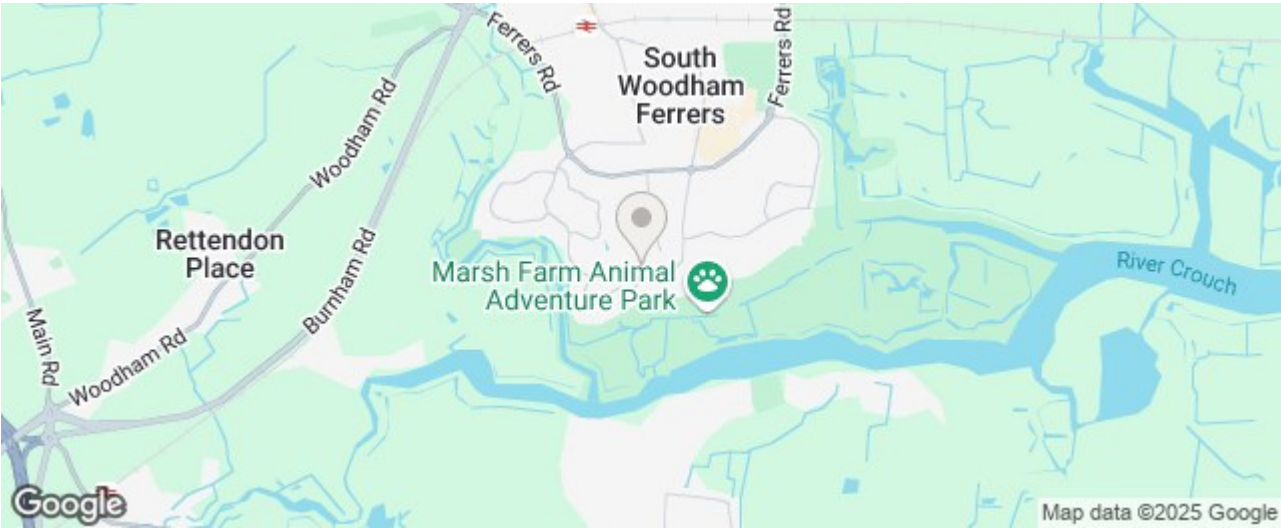 Ferrers Rd
South
Woodham
Ferrers
Ferrers Rd
Woodham Rd
Rettendon
Place
Burnham Rd
Marsh Farm Animal
Adventure Park
River Crouch
Main Rd
Woodham Rd
Google
Map data ©2025 Google